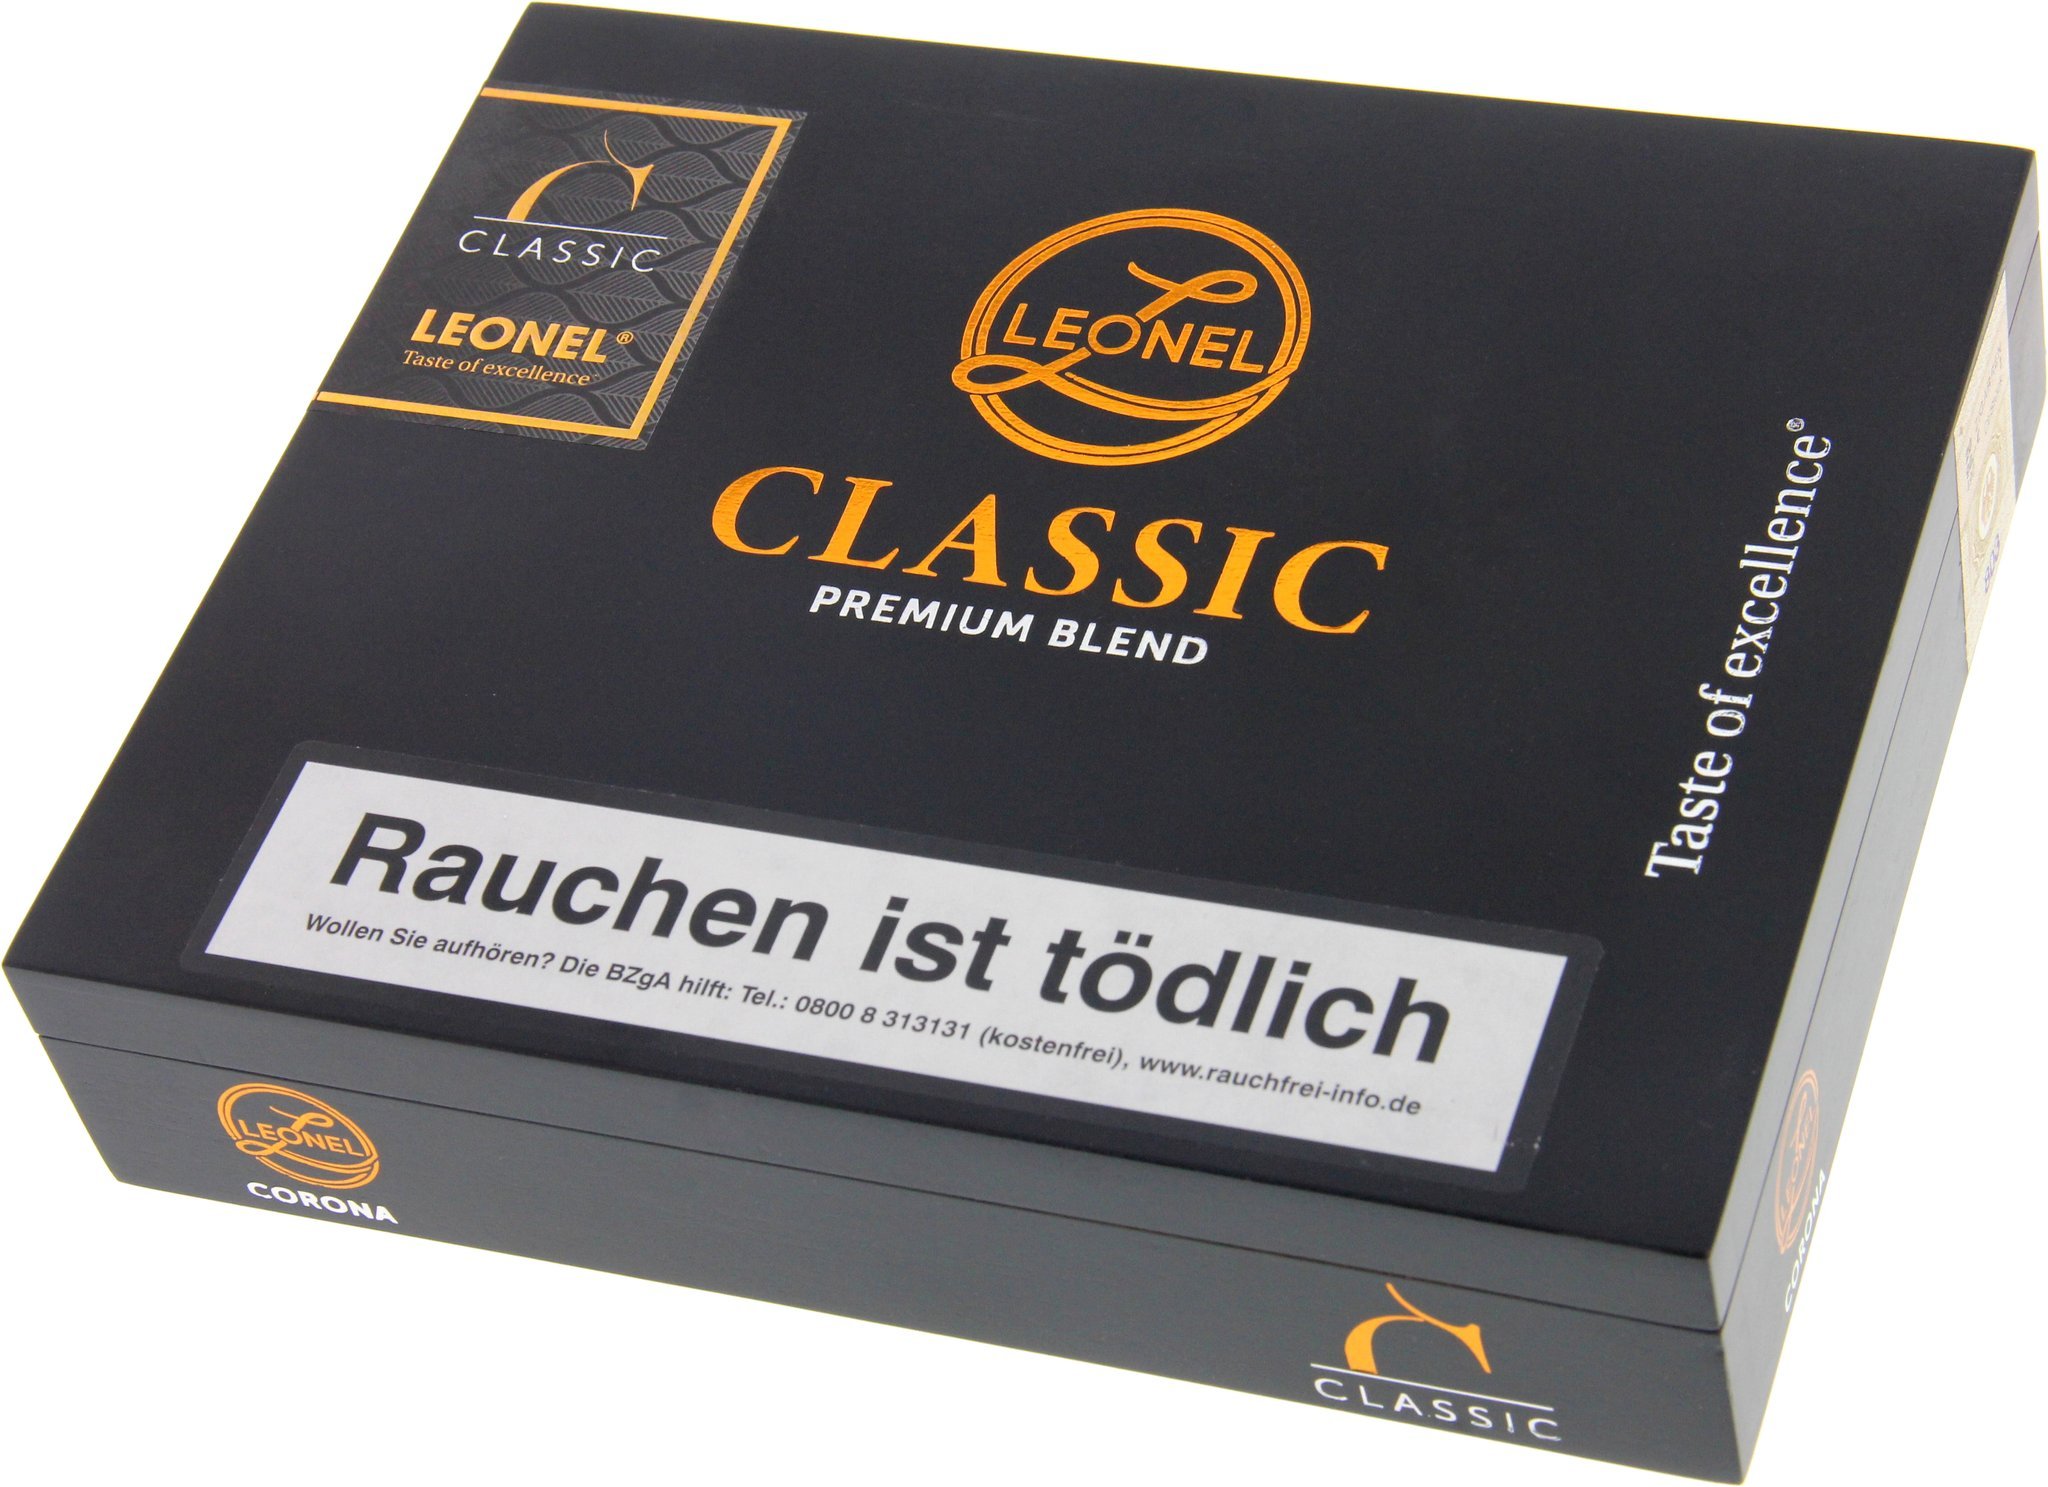 C
CLASSIC
LEONEL®
Taste of excellence
L
LEONEL
CLASSIC
PREMIUM BLEND
Taste of excellence®
Rauchen ist tödlich
Wollen Sie aufhören? Die BZgA hilft: Tel.: 0800 8 313131 (kostenfrei), www.rauchfrei-info.de
LEONEL
CORONA
C
CLASSIC
LEONEL
CORONA